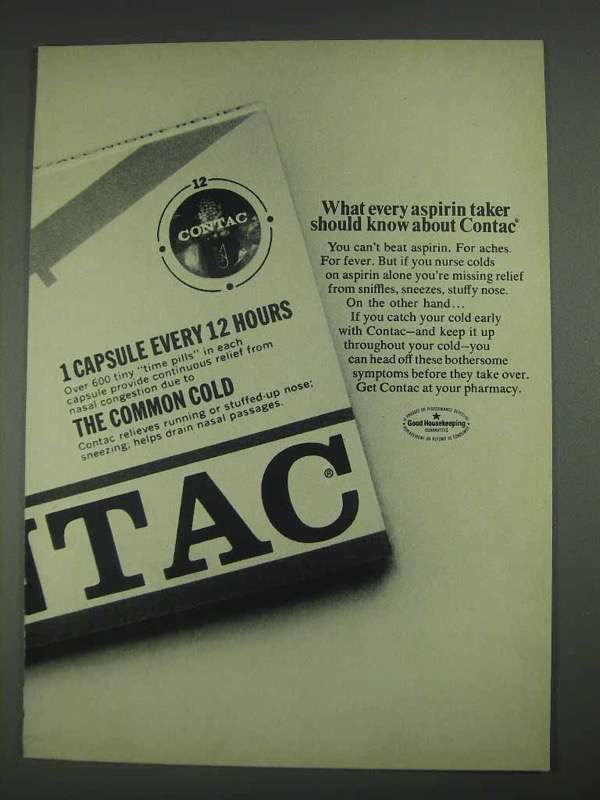 12
CONTAC
1 CAPSULE EVERY 12 HOURS
Over 600 tiny "time pills" in each
capsule provide continuous relief from
nasal congestion due to
THE COMMON COLD
Contac relieves running or stuffed-up nose;
sneezing; helps drain nasal passages.
NTAC®
What every aspirin taker
should know about Contac®
You can't beat aspirin. For aches.
For fever. But if you nurse colds
on aspirin alone you're missing relief
from sniffles, sneezes, stuffy nose.
On the other hand...
If you catch your cold early
with Contac—and keep it up
throughout your cold—you
can head off these bothersome
symptoms before they take over.
Get Contac at your pharmacy.
Good Housekeeping
GUARANTEES